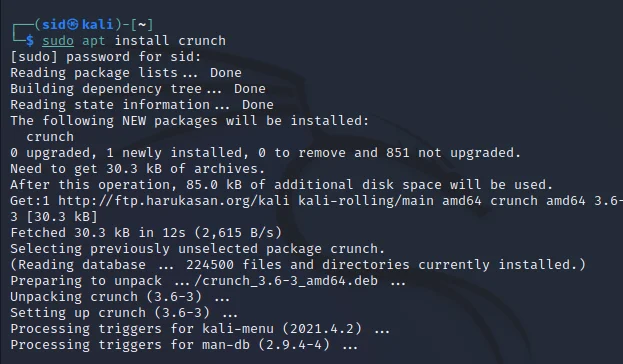 ┌──(sid㉿kali)-[~]
└─$ sudo apt install crunch
[sudo] password for sid:
Reading package lists... Done
Building dependency tree... Done
Reading state information... Done
The following NEW packages will be installed:
  crunch
0 upgraded, 1 newly installed, 0 to remove and 851 not upgraded.
Need to get 30.3 kB of archives.
After this operation, 85.0 kB of additional disk space will be used.
Get:1 http://ftp.harukasan.org/kali kali-rolling/main amd64 crunch amd64 3.6-
3 [30.3 kB]
Fetched 30.3 kB in 12s (2,615 B/s)
Selecting previously unselected package crunch.
(Reading database ... 224500 files and directories currently installed.)
Preparing to unpack .../crunch_3.6-3_amd64.deb ...
Unpacking crunch (3.6-3) ...
Setting up crunch (3.6-3) ...
Processing triggers for kali-menu (2021.4.2) ...
Processing triggers for man-db (2.9.4-4) ...